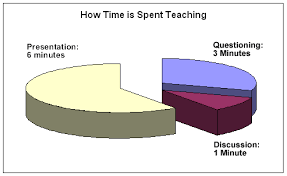 How Time is Spent Teaching
Presentation:
6 minutes
Questioning:
3 Minutes
Discussion:
1 Minute